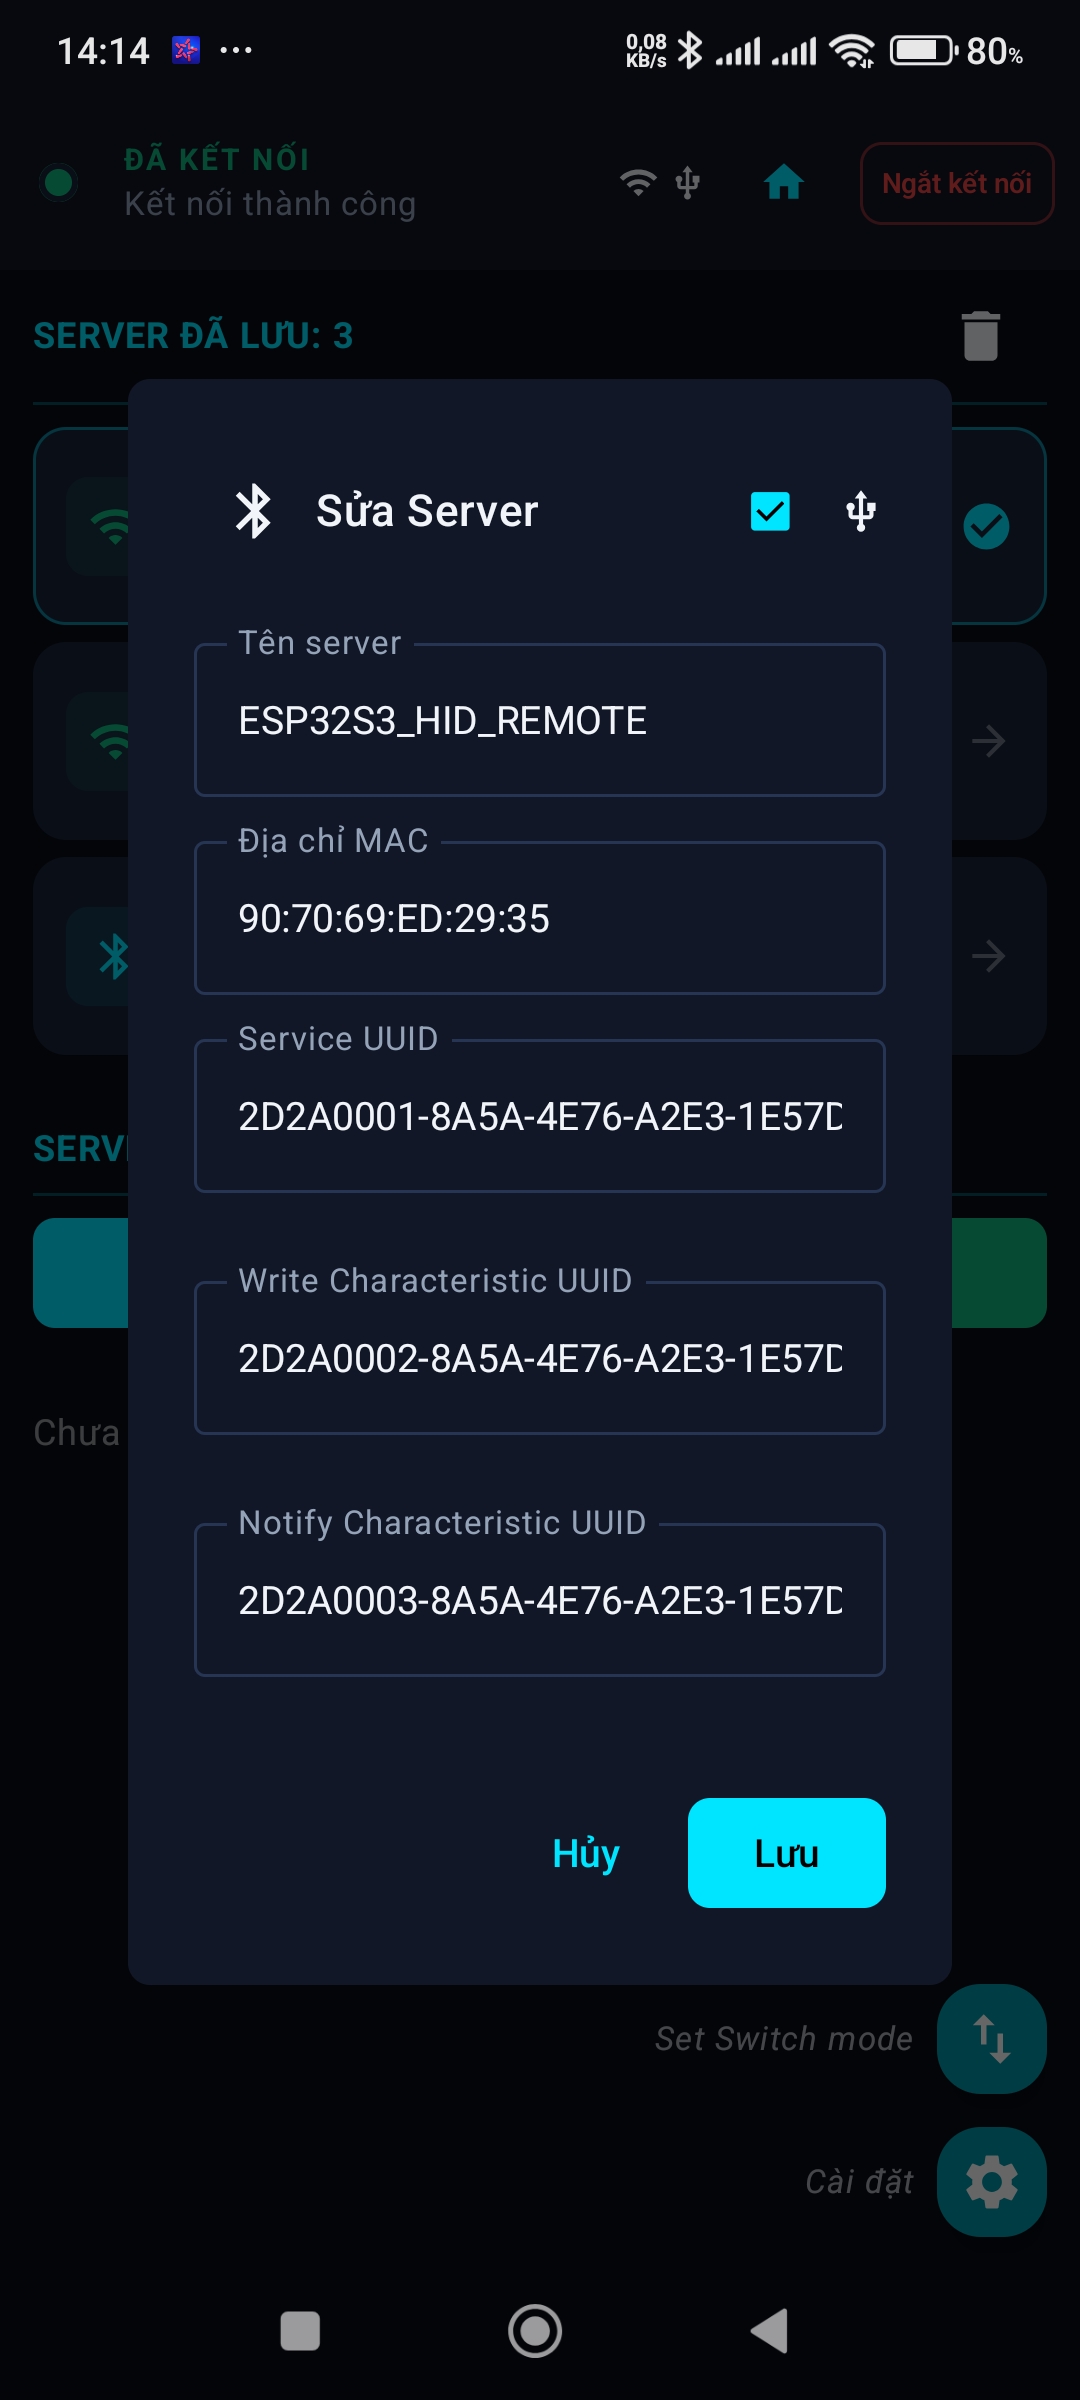 14:14
0,08
KB/s
80%
ĐÃ KẾT NỐI
Kết nối thành công
Ngắt kết nối
SERVER ĐÃ LƯU: 3
Sửa Server
Tên server
ESP32S3_HID_REMOTE
Địa chỉ MAC
90:70:69:ED:29:35
Service UUID
2D2A0001-8A5A-4E76-A2E3-1E57D
SERV
Write Characteristic UUID
2D2A0002-8A5A-4E76-A2E3-1E57D
Chưa
Notify Characteristic UUID
2D2A0003-8A5A-4E76-A2E3-1E57D
Hủy
Lưu
Set Switch mode
Cài đặt